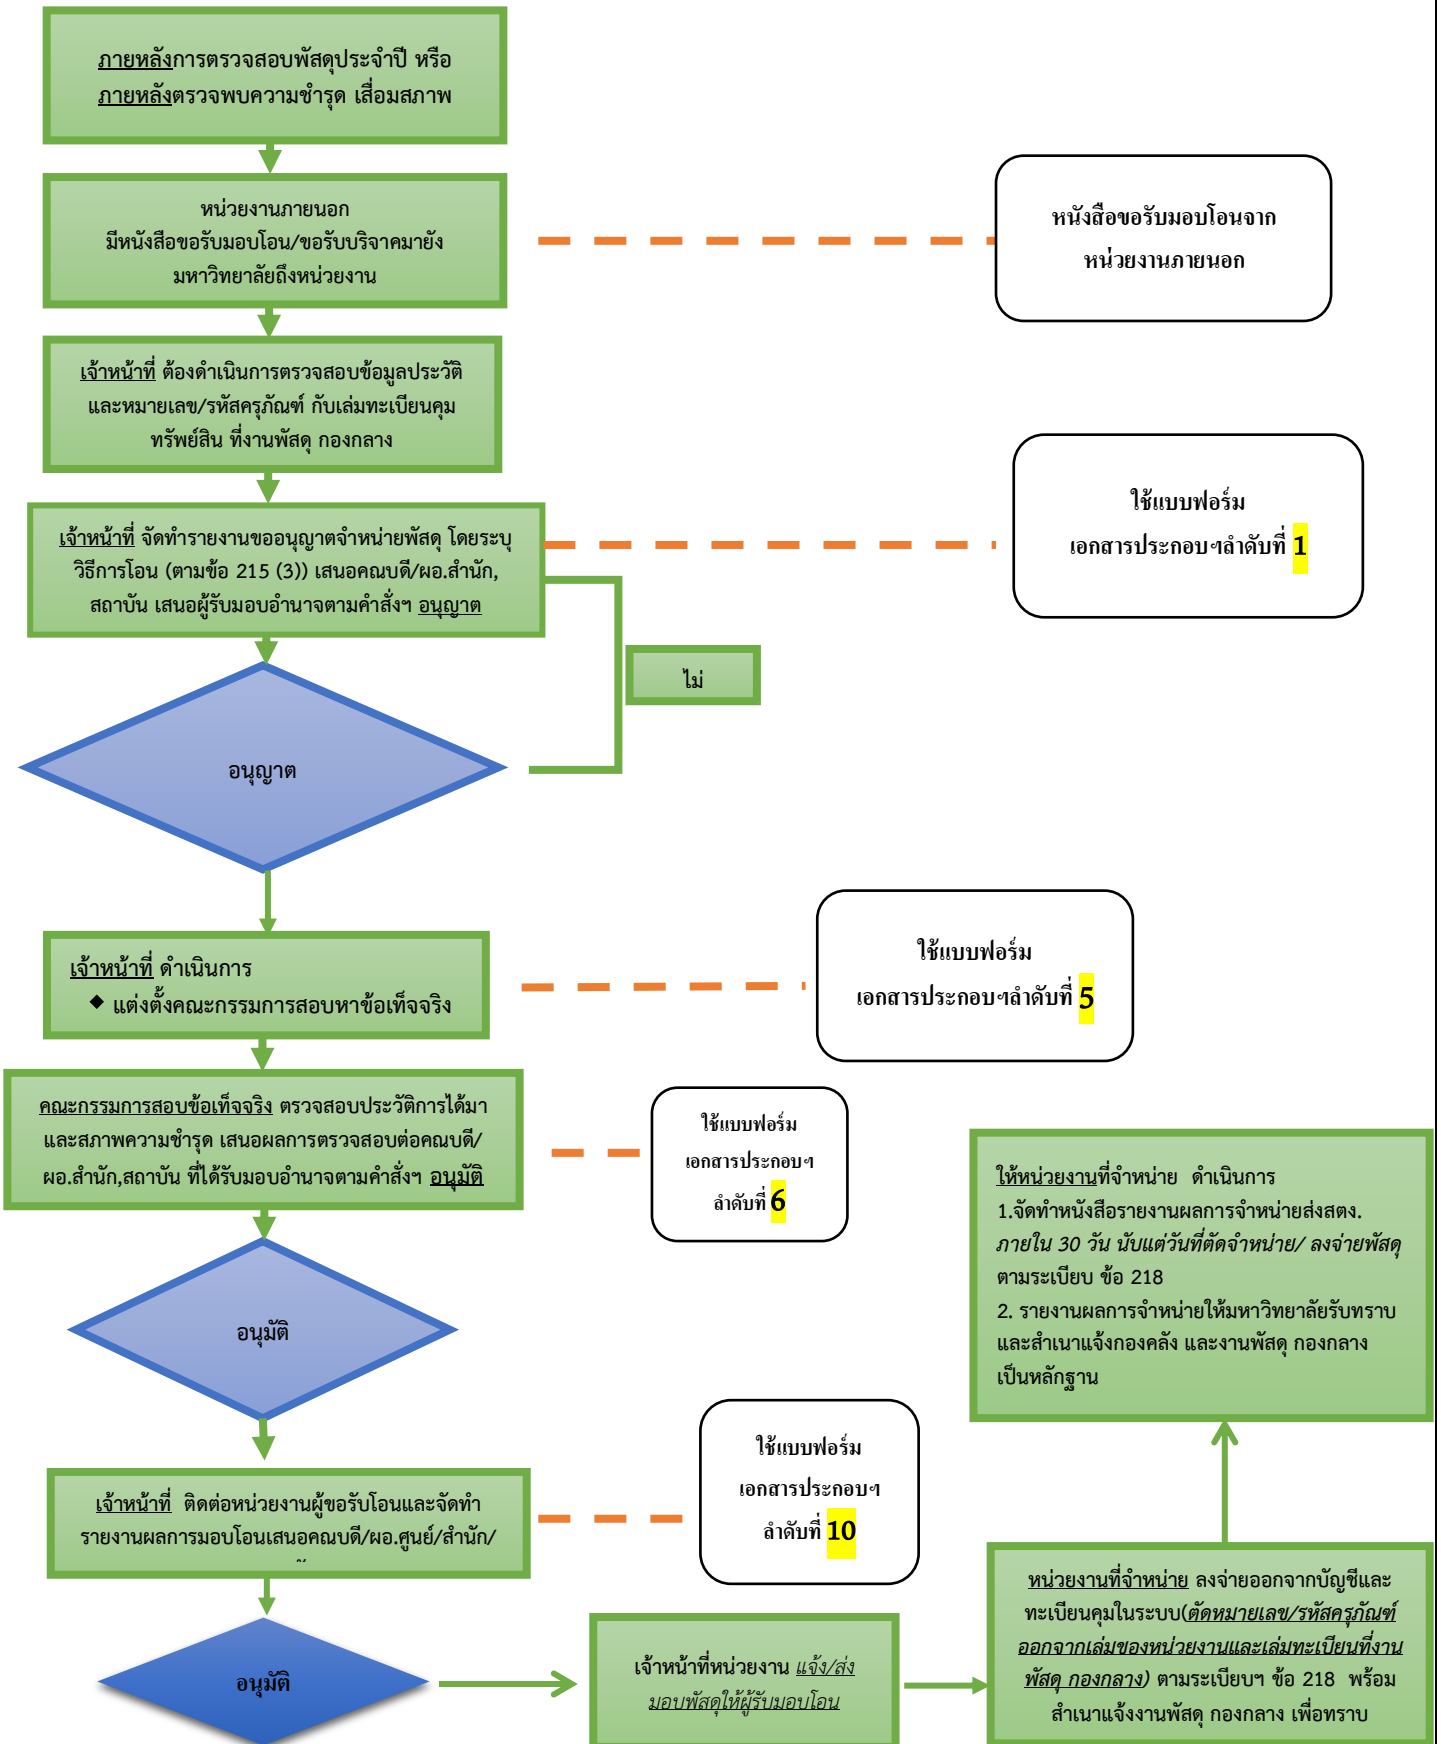 ภายหลังการตรวจสอบพัสดุประจำปี หรือ
ภายหลังตรวจพบความชำรุด เสื่อมสภาพ
หน่วยงานภายนอก
มีหนังสือขอรับมอบโอน/ขอรับบริจาคมายัง
มหาวิทยาลัยถึงหน่วยงาน
หนังสือขอรับมอบโอนจาก
หน่วยงานภายนอก
เจ้าหน้าที่ ต้องดำเนินการตรวจสอบข้อมูลประวัติ
และหมายเลข/รหัสครุภัณฑ์ กับเล่มทะเบียนคุม
ทรัพย์สิน ที่งานพัสดุ กองกลาง
เจ้าหน้าที่ จัดทำรายงานขออนุญาตจำหน่ายพัสดุ โดยระบุ
วิธีการโอน (ตามข้อ 215 (3)) เสนอคณบดี/ผอ.สำนัก,
สถาบัน เสนอผู้รับมอบอำนาจตามคำสั่งฯ อนุญาต
ใช้แบบฟอร์ม
เอกสารประกอบฯลำดับที่ 1
ไม่
อนุญาต
เจ้าหน้าที่ ดำเนินการ
◆ แต่งตั้งคณะกรรมการสอบหาข้อเท็จจริง
ใช้แบบฟอร์ม
เอกสารประกอบฯลำดับที่ 5
คณะกรรมการสอบข้อเท็จจริง ตรวจสอบประวัติการได้มา
และสภาพความชำรุด เสนอผลการตรวจสอบต่อคณบดี/
ผอ.สำนัก,สถาบัน ที่ได้รับมอบอำนาจตามคำสั่งฯ อนุมัติ
ใช้แบบฟอร์ม
เอกสารประกอบฯ
ลำดับที่ 6
อนุมัติ
เจ้าหน้าที่ ติดต่อหน่วยงานผู้ขอรับโอนและจัดทำ
รายงานผลการมอบโอนเสนอคณบดี/ผอ.ศูนย์/สำนัก/
ใช้แบบฟอร์ม
เอกสารประกอบฯ
ลำดับที่ 10
อนุมัติ
เจ้าหน้าที่หน่วยงาน แจ้ง/ส่ง
มอบพัสดุให้ผู้รับมอบโอน
หน่วยงานที่จำหน่าย ลงจ่ายออกจากบัญชีและ
ทะเบียนคุมในระบบ(ตัดหมายเลข/รหัสครุภัณฑ์
ออกจากเล่มของหน่วยงานและเล่มทะเบียนที่งาน
พัสดุ กองกลาง) ตามระเบียบฯ ข้อ 218 พร้อม
สำเนาแจ้งงานพัสดุ กองกลาง เพื่อทราบ
ให้หน่วยงานที่จำหน่าย ดำเนินการ
1.จัดทำหนังสือรายงานผลการจำหน่ายส่งสตง.
ภายใน 30 วัน นับแต่วันที่ตัดจำหน่าย/ ลงจ่ายพัสดุ
ตามระเบียบ ข้อ 218
2. รายงานผลการจำหน่ายให้มหาวิทยาลัยรับทราบ
และสำเนาแจ้งกองคลัง และงานพัสดุ กองกลาง
เป็นหลักฐาน